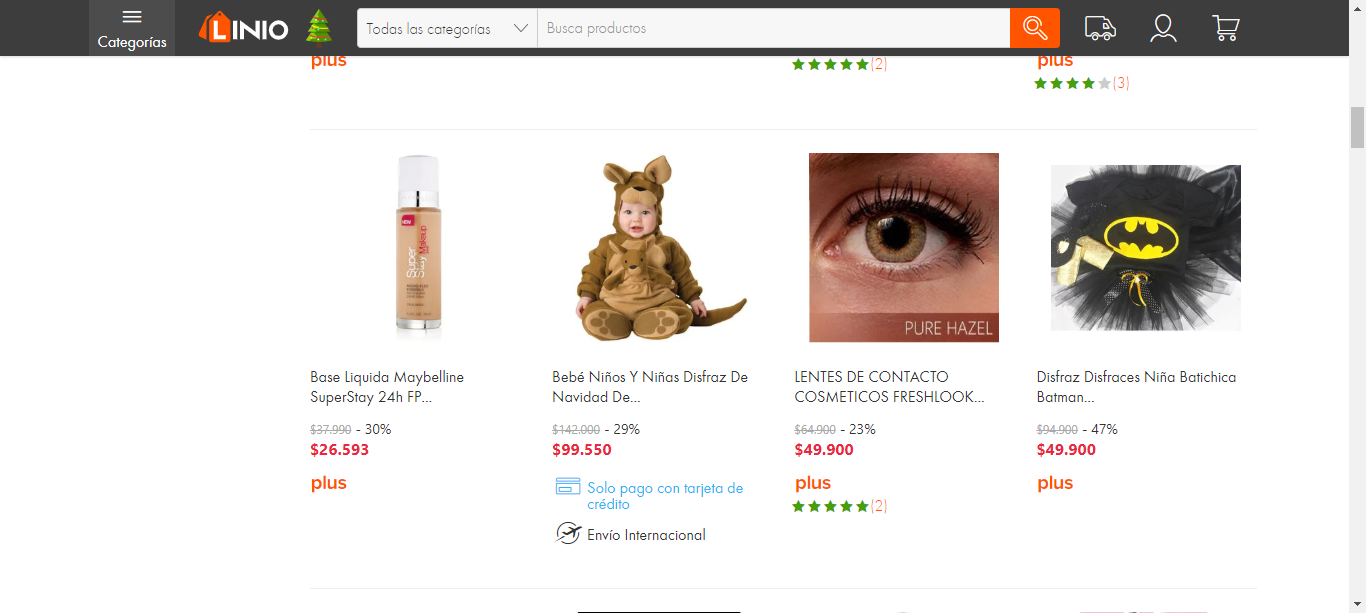 Categorías
LINIO
Todas las categorías
Busca productos
plus
(2)
plus
(3)
NEW
Super
Stay Makeup
PURE HAZEL
Base Liquida Maybelline
SuperStay 24h FP...
$37.990 - 30%
$26.593
plus
Bebé Niños Y Niñas Disfraz De
Navidad De...
$142.000 - 29%
$99.550
Solo pago con tarjeta de
crédito
Envío Internacional
LENTES DE CONTACTO
COSMETICOS FRESHLOOK...
$64.900 - 23%
$49.900
plus
(2)
Disfraz Disfraces Niña Batichica
Batman...
$94.900 - 47%
$49.900
plus